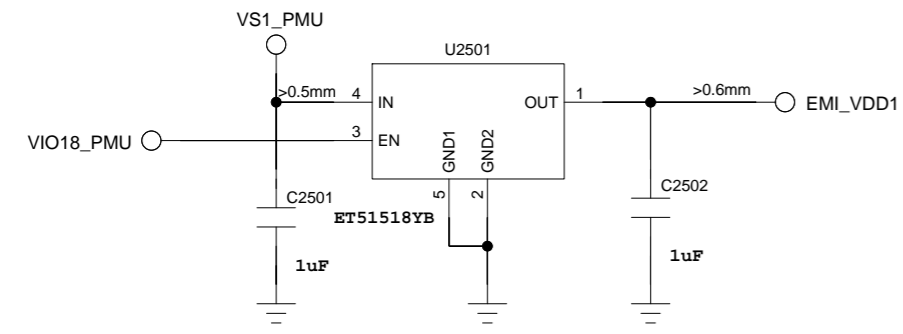 VS1_PMU
U2501
>0.5mm
4
IN
OUT
1
>0.6mm
EMI_VDD1
VIO18_PMU
3
EN
GND1
GND2
5
2
C2501
ET51518YB
C2502
1uF
1uF